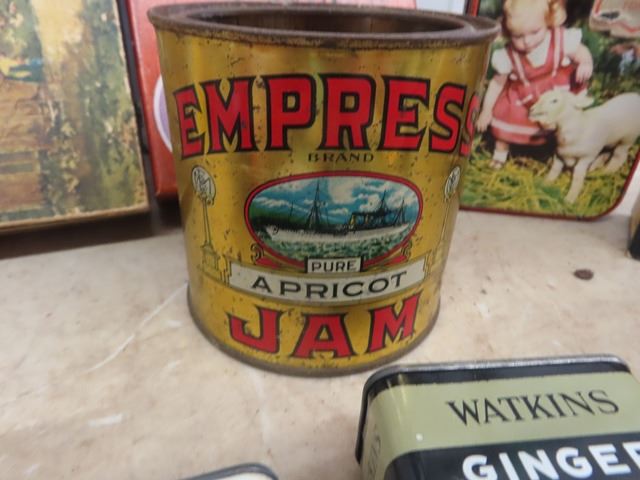 EMPRESS
BRAND
PURE
APRICOT
JAM
WATKINS
GINGER